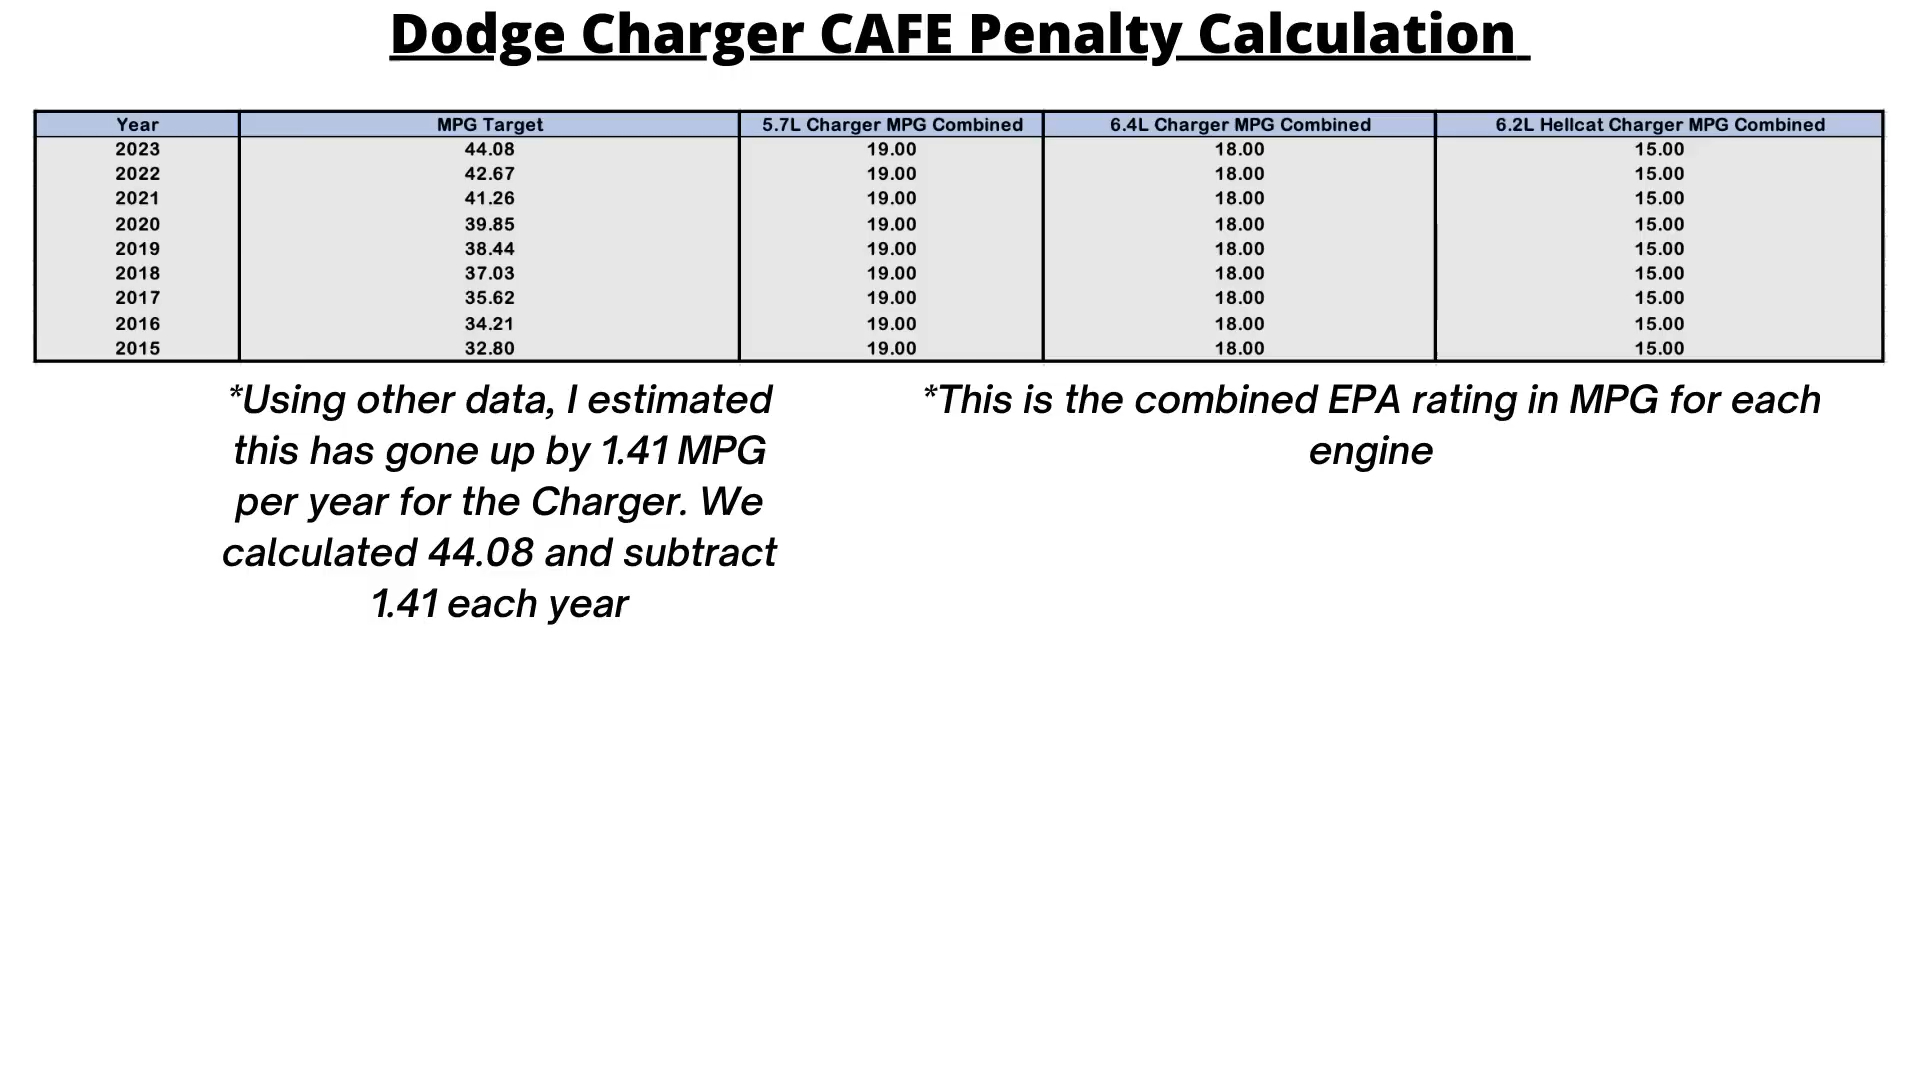 Dodge Charger CAFE Penalty Calculation
Year MPG Target 5.7L Charger MPG Combined 6.4L Charger MPG Combined 6.2L Hellcat Charger MPG Combined
2023 44.08 19.00 18.00 15.00
2022 42.67 19.00 18.00 15.00
2021 41.26 19.00 18.00 15.00
2020 39.85 19.00 18.00 15.00
2019 38.44 19.00 18.00 15.00
2018 37.03 19.00 18.00 15.00
2017 35.62 19.00 18.00 15.00
2016 34.21 19.00 18.00 15.00
2015 32.80 19.00 18.00 15.00
*Using other data, I estimated
this has gone up by 1.41 MPG
per year for the Charger. We
calculated 44.08 and subtract
1.41 each year
*This is the combined EPA rating in MPG for each
engine